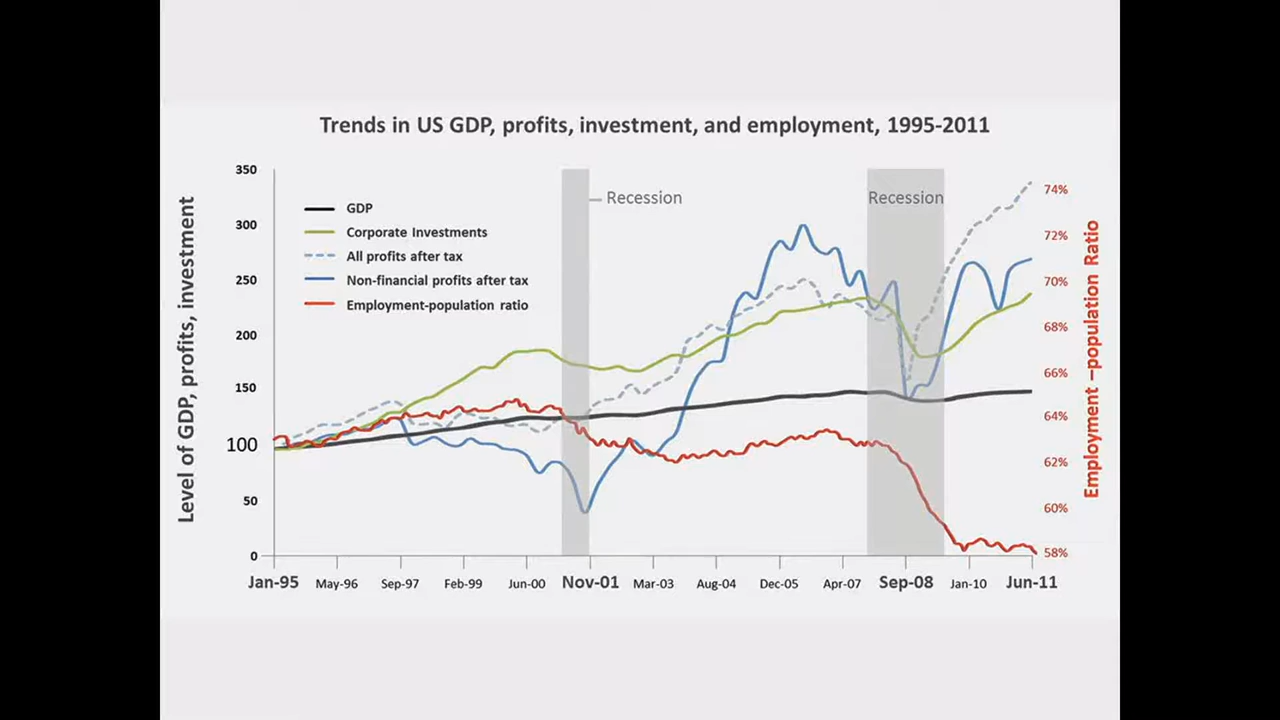 Trends in US GDP, profits, investment, and employment, 1995-2011
Level of GDP, profits, investment
350
300
250
200
150
100
50
0
GDP
Corporate Investments
All profits after tax
Non-financial profits after tax
Employment-population ratio
Recession
Recession
74%
72%
70%
68%
66%
64%
62%
60%
58%
Employment –population Ratio
Jan-95 May-96 Sep-97 Feb-99 Jun-00 Nov-01 Mar-03 Aug-04 Dec-05 Apr-07 Sep-08 Jan-10 Jun-11